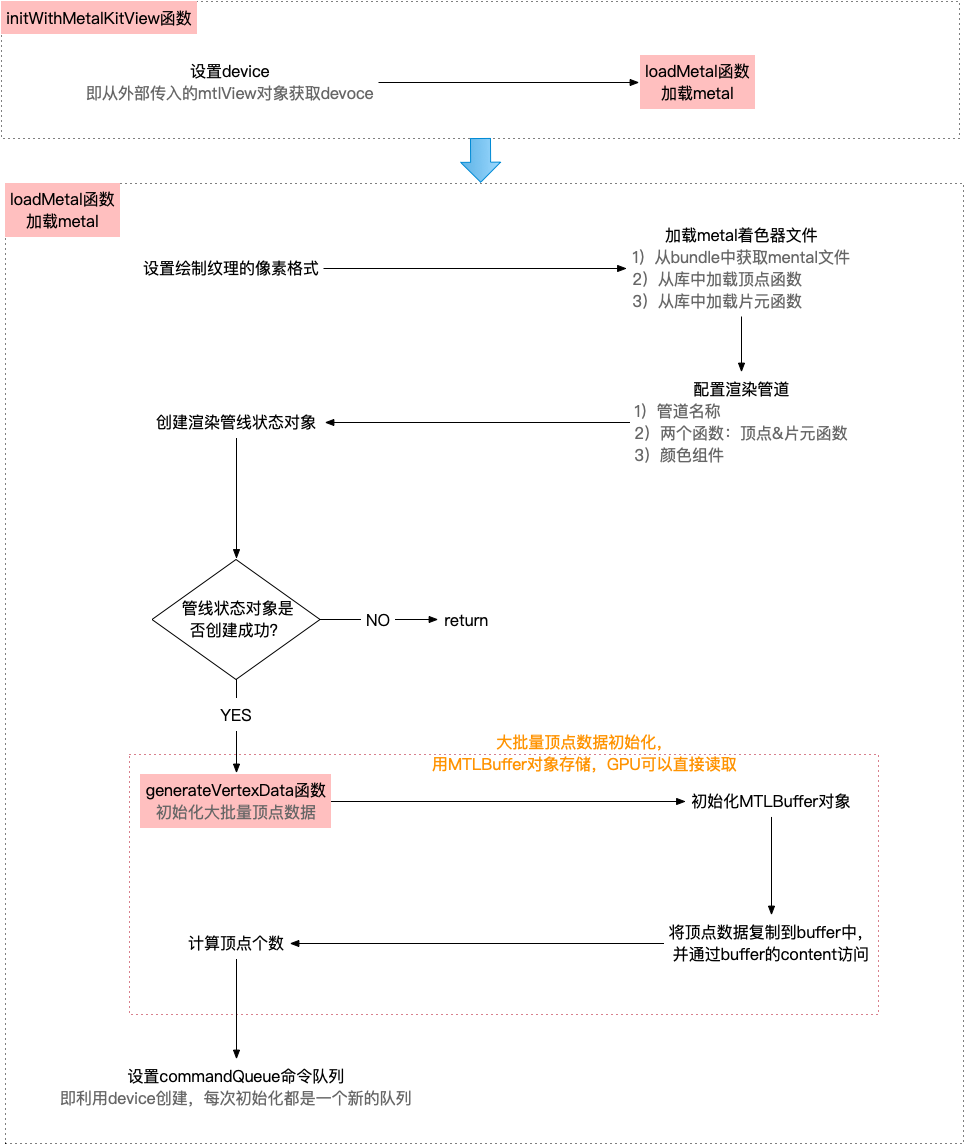 initWithMetalKitView函数
设置device
即从外部传入的mtlView对象获取devoce
loadMetal函数
加载metal
loadMetal函数
加载metal
设置绘制纹理的像素格式
加载metal着色器文件
1）从bundle中获取mental文件
2）从库中加载顶点函数
3）从库中加载片元函数
配置渲染管道
1）管道名称
2）两个函数：顶点&片元函数
3）颜色组件
创建渲染管线状态对象
管线状态对象是
否创建成功？
NO
return
YES
大批量顶点数据初始化，
用MTLBuffer对象存储，GPU可以直接读取
generateVertexData函数
初始化大批量顶点数据
初始化MTLBuffer对象
将顶点数据复制到buffer中，
并通过buffer的content访问
计算顶点个数
设置commandQueue命令队列
即利用device创建，每次初始化都是一个新的队列